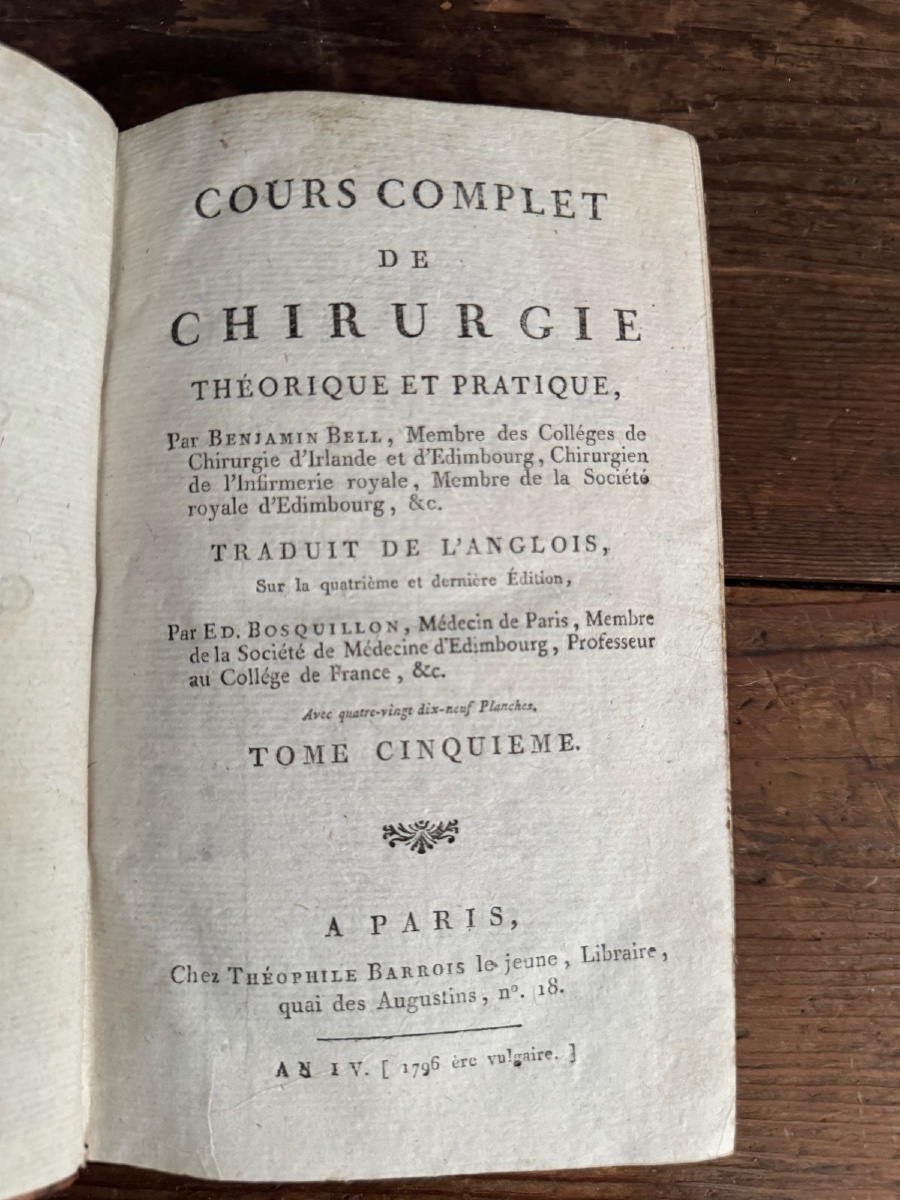 COURS COMPLET
DE
CHIRURGIE
THÉORIQUE ET PRATIQUE,
Par BENJAMIN BELL, Membre des Colléges de
Chirurgie d'Irlande et d'Edimbourg, Chirurgien
de l'Infirmerie royale, Membre de la Société
royale d'Edimbourg, &c.
TRADUIT DE L'ANGLOIS,
Sur la quatrième et dernière Édition,
Par ED. BOSQUILLON, Médecin de Paris, Membre
de la Société de Médecine d'Edimbourg, Professeur
au Collége de France, &c.
Avec quatre-vingt dix-neuf Planches.
TOME CINQUIEME.
A PARIS,
Chez THÉOPHILE BARROIS le jeune, Libraire,
quai des Augustins, nº. 18.
AN IV. [ 1796 ère vulgaire. ]